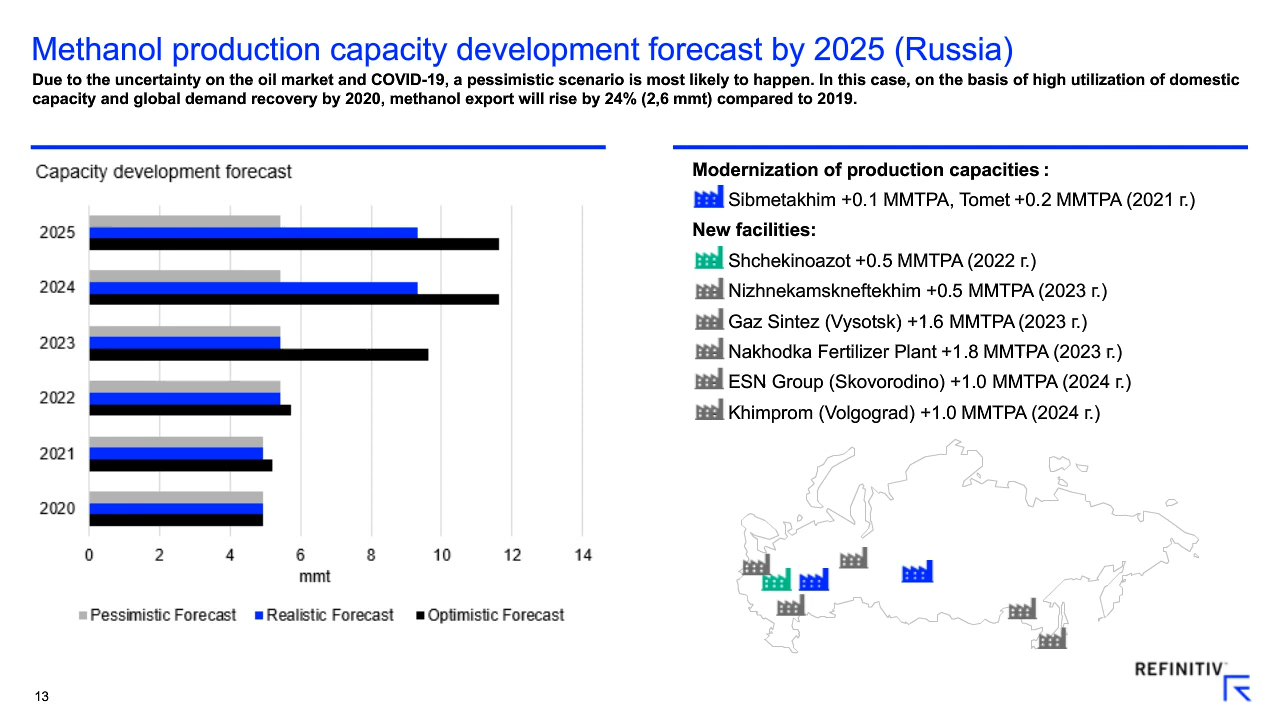 Methanol production capacity development forecast by 2025 (Russia)
Due to the uncertainty on the oil market and COVID-19, a pessimistic scenario is most likely to happen. In this case, on the basis of high utilization of domestic
capacity and global demand recovery by 2020, methanol export will rise by 24% (2,6 mmt) compared to 2019.
Capacity development forecast
2025
2024
2023
2022
2021
2020
0 2 4 6 8 10 12 14
mmt
Pessimistic Forecast Realistic Forecast Optimistic Forecast
Modernization of production capacities :
Sibmetakhim +0.1 MMTPA, Tomet +0.2 MMTPA (2021 г.)
New facilities:
Shchekinoazot +0.5 MMTPA (2022 г.)
Nizhnekamskneftekhim +0.5 MMTPA (2023 г.)
Gaz Sintez (Vysotsk) +1.6 MMTPA (2023 г.)
Nakhodka Fertilizer Plant +1.8 MMTPA (2023 г.)
ESN Group (Skovorodino) +1.0 MMTPA (2024 г.)
Khimprom (Volgograd) +1.0 MMTPA (2024 г.)
REFINITIV
13